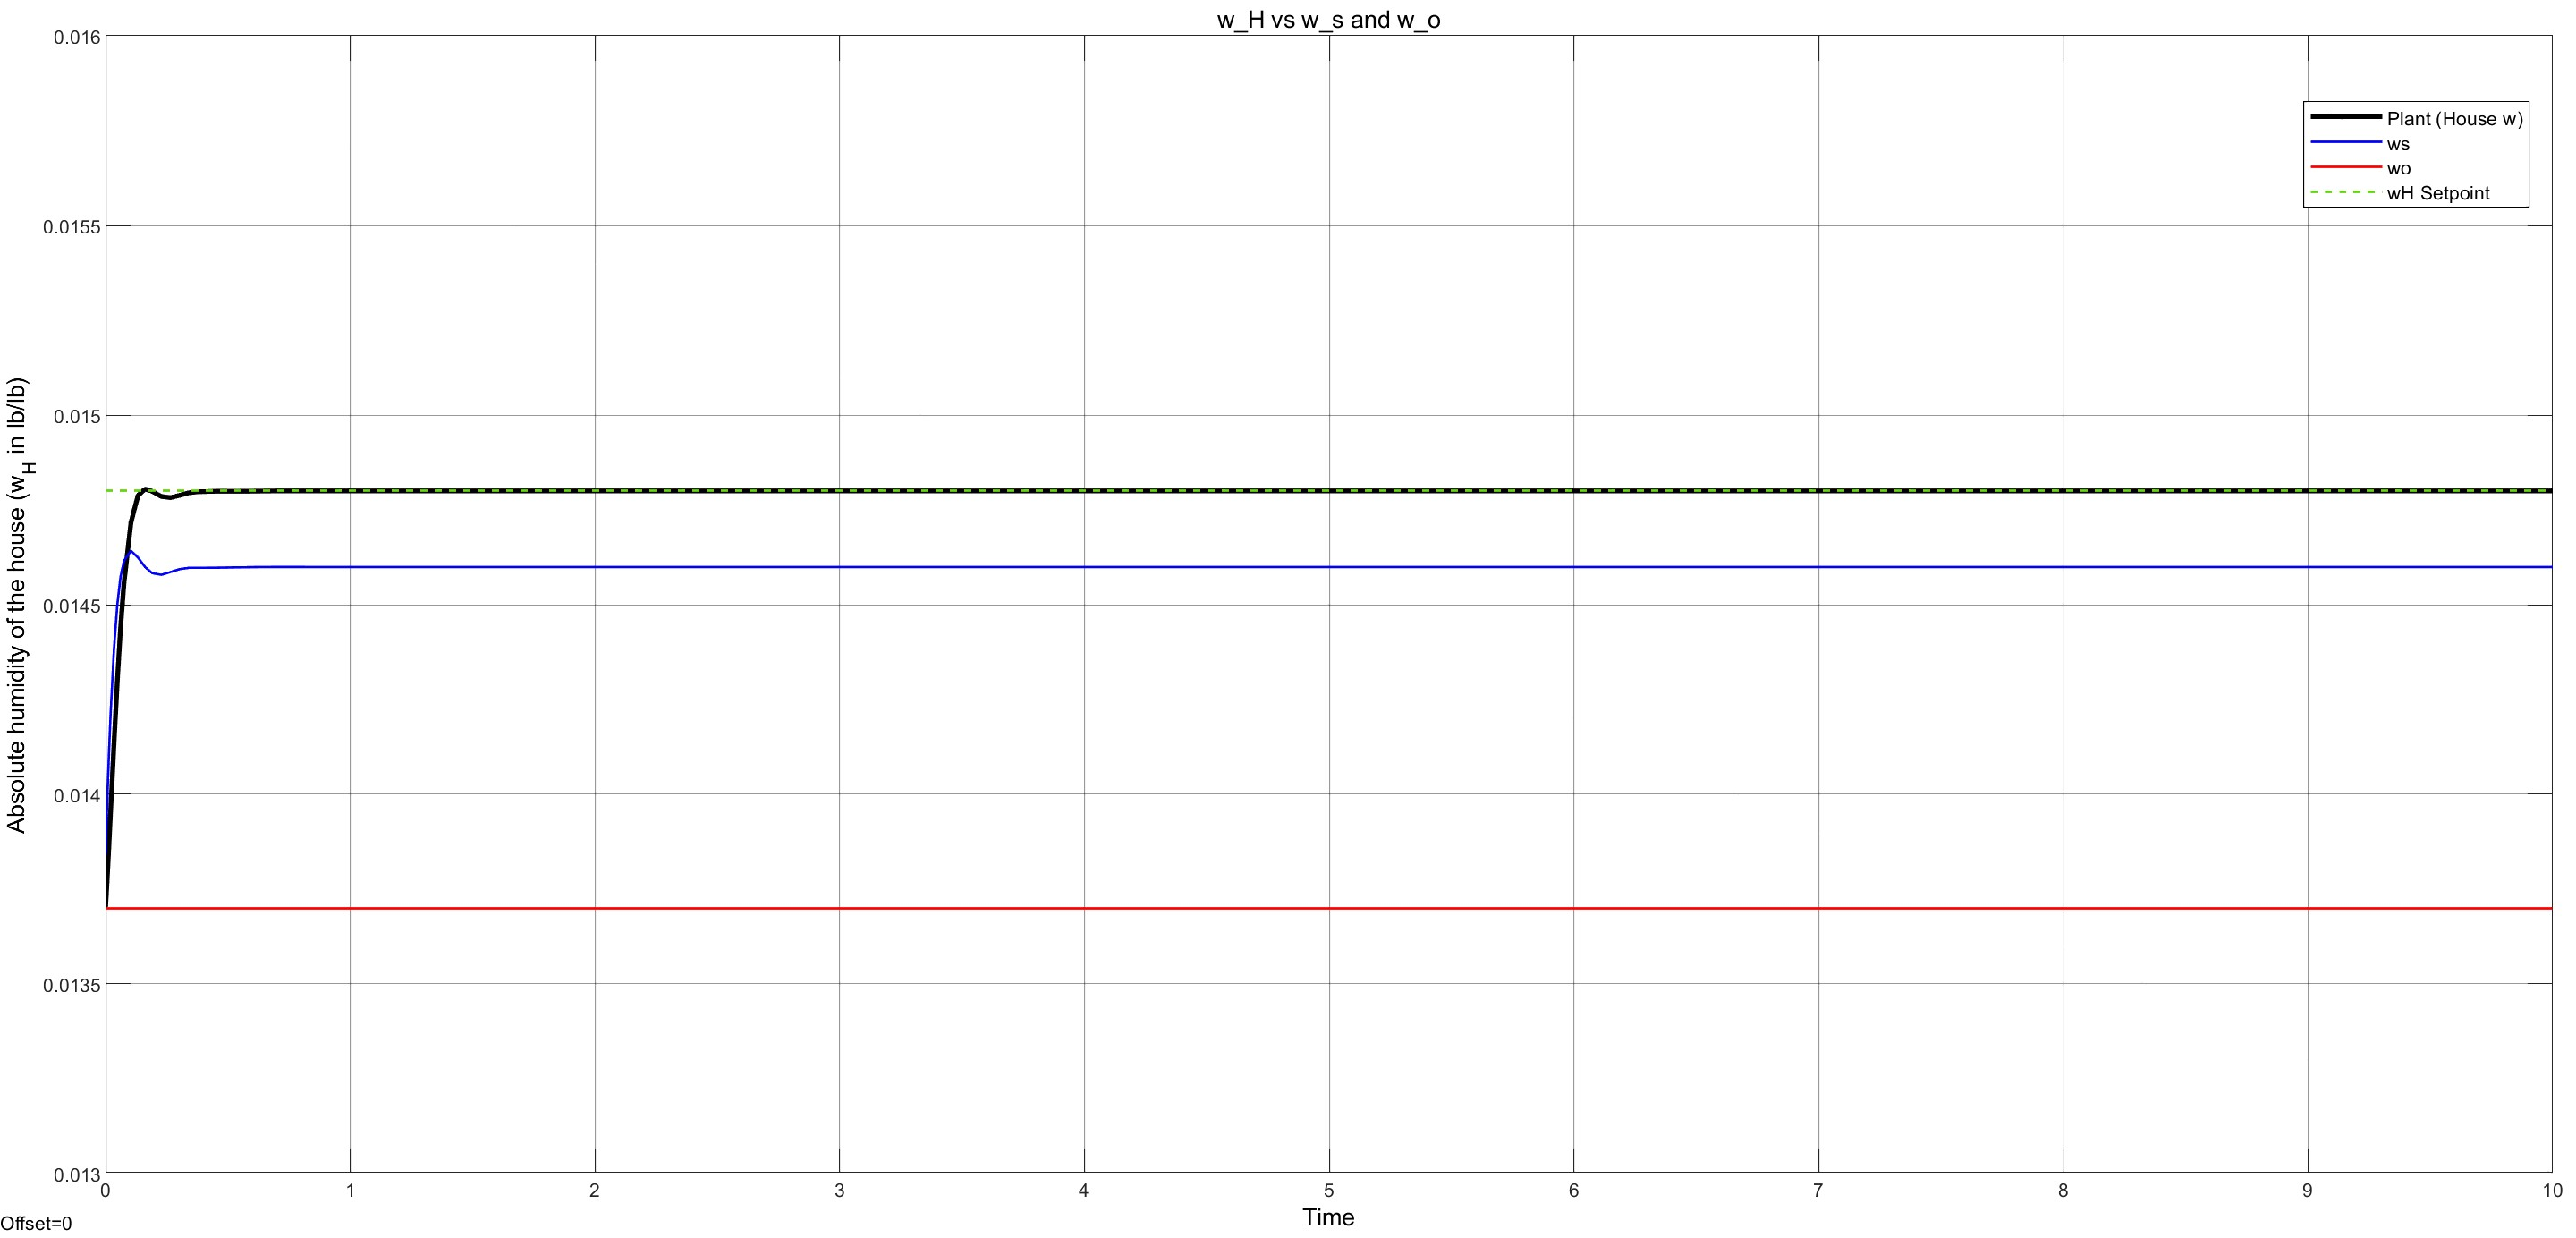 w_H vs w_s and w_o
0.016
0.0155
0.015
0.0145
0.014
0.0135
0.013
Absolute humidity of the house (w_H in lb/lb)
Plant (House w)
ws
wo
wH Setpoint
0 1 2 3 4 5 6 7 8 9 10
Time
Offset=0